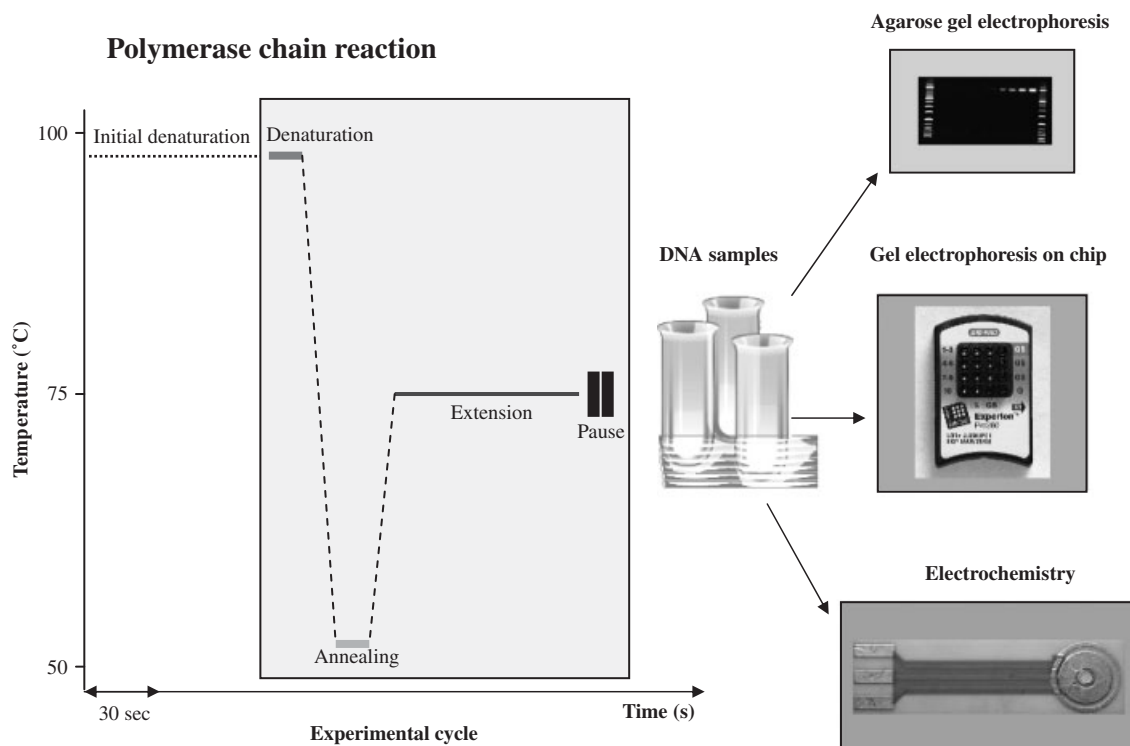 Polymerase chain reaction
Agarose gel electrophoresis
100
Initial denaturation
Denaturation
DNA samples
Gel electrophoresis on chip
Temperature (°C)
75
Extension
Pause
Experion
Electrochemistry
Annealing
50
30 sec
Time (s)
Experimental cycle